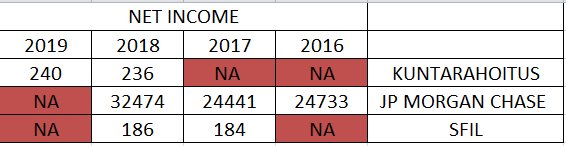 NET INCOME
2019 2018 2017 2016
240 236 NA NA KUNTARAHOITUS
NA 32474 24441 24733 JP MORGAN CHASE
NA 186 184 NA SFIL